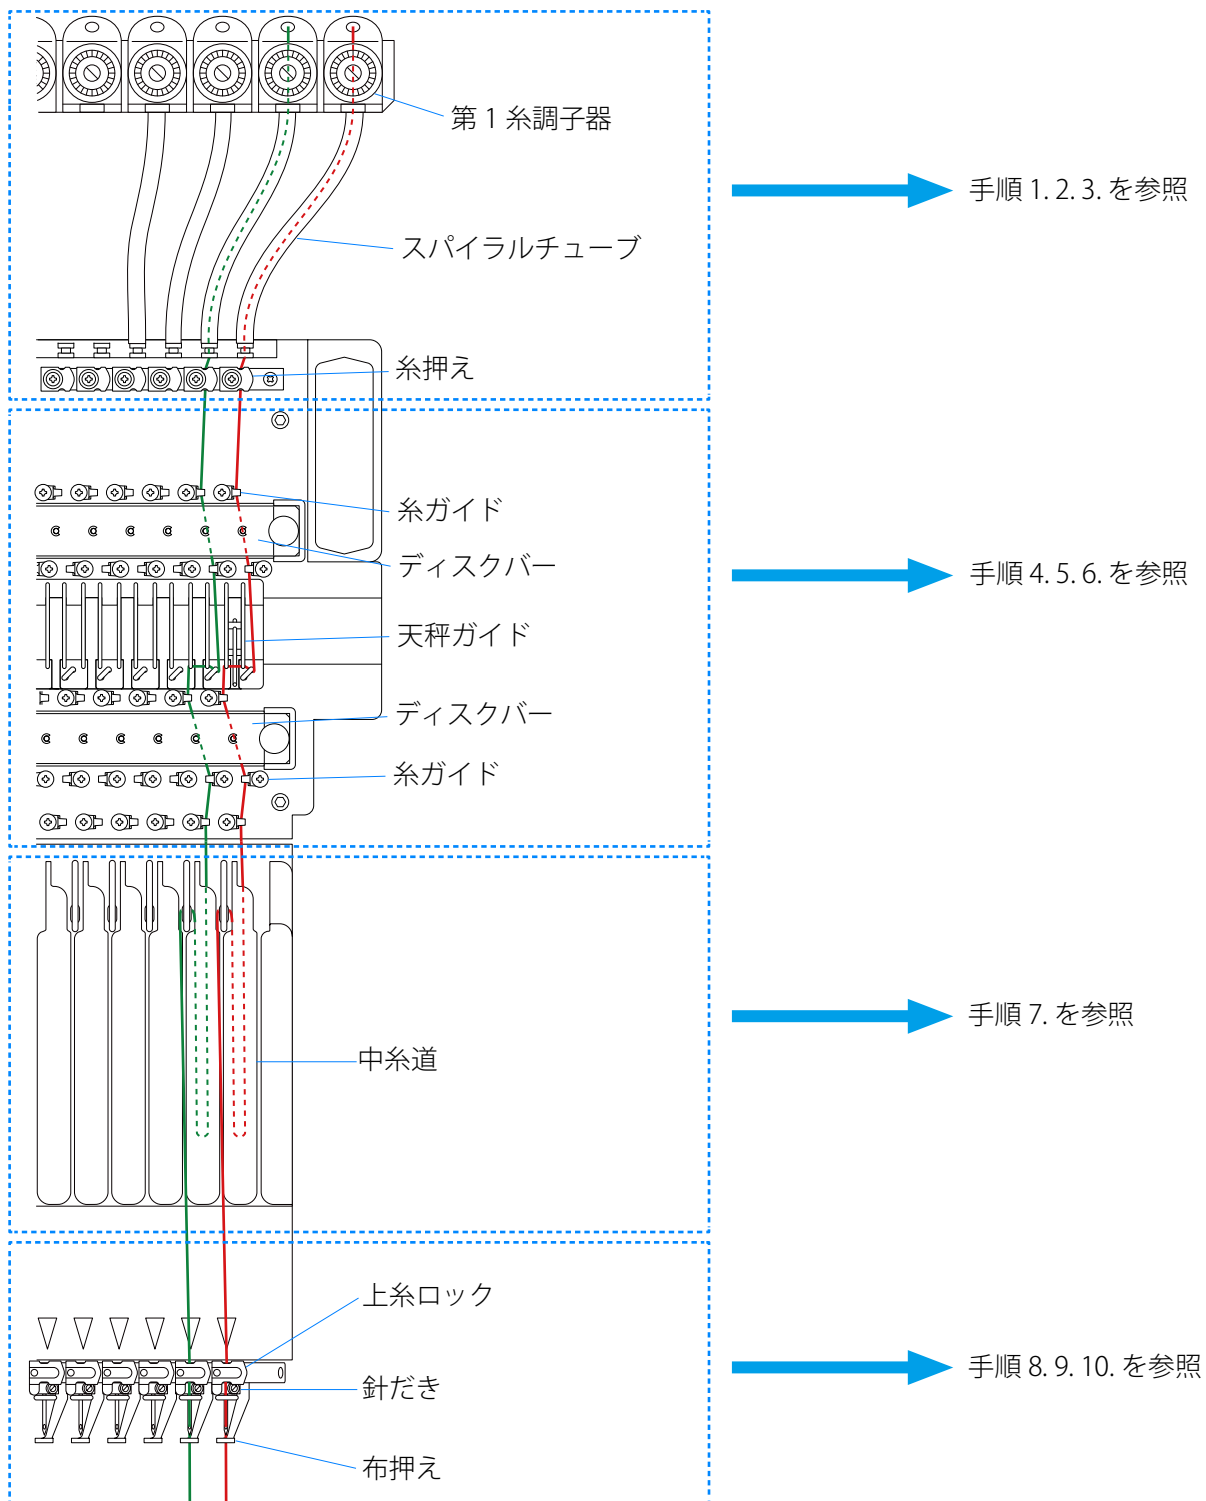 第 1 糸調子器
手順 1. 2. 3. を参照
スパイラルチューブ
糸押え
糸ガイド
ディスクバー
手順 4. 5. 6. を参照
天秤ガイド
ディスクバー
糸ガイド
手順 7. を参照
中糸道
上糸ロック
手順 8. 9. 10. を参照
針だき
布押え